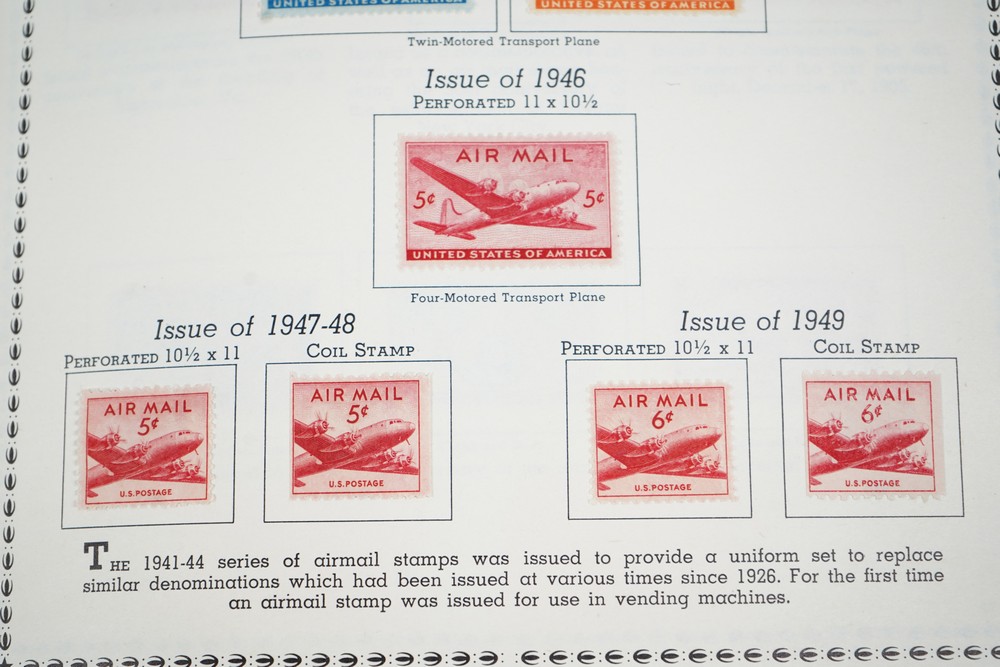 UNITED STATES OF AMERICA
UNITED STATES OF AMERICA
Twin-Motored Transport Plane
Issue of 1946
PERFORATED 11 x 10½
AIR MAIL
5¢ 5¢
UNITED STATES OF AMERICA
Four-Motored Transport Plane
Issue of 1947-48
PERFORATED 10½ x 11
COIL STAMP
AIR MAIL
5¢
U.S. POSTAGE
AIR MAIL
5¢
U.S. POSTAGE
Issue of 1949
PERFORATED 10½ x 11
COIL STAMP
AIR MAIL
6¢
U.S. POSTAGE
AIR MAIL
6¢
U.S. POSTAGE
THE 1941-44 series of airmail stamps was issued to provide a uniform set to replace
similar denominations which had been issued at various times since 1926. For the first time
an airmail stamp was issued for use in vending machines.